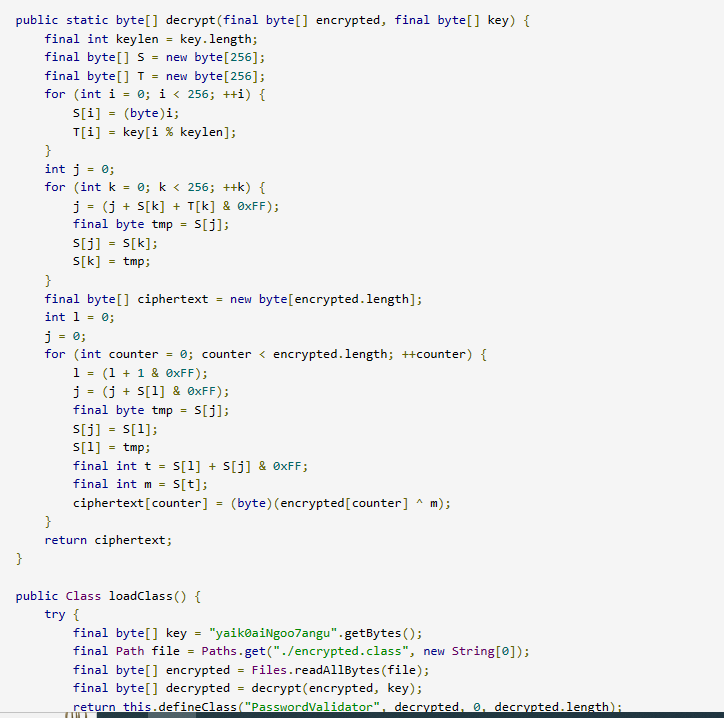 public static byte[] decrypt(final byte[] encrypted, final byte[] key) {
    final int keylen = key.length;
    final byte[] S = new byte[256];
    final byte[] T = new byte[256];
    for (int i = 0; i < 256; ++i) {
        S[i] = (byte)i;
        T[i] = key[i % keylen];
    }
    int j = 0;
    for (int k = 0; k < 256; ++k) {
        j = (j + S[k] + T[k] & 0xFF);
        final byte tmp = S[j];
        S[j] = S[k];
        S[k] = tmp;
    }
    final byte[] ciphertext = new byte[encrypted.length];
    int l = 0;
    j = 0;
    for (int counter = 0; counter < encrypted.length; ++counter) {
        l = (l + 1 & 0xFF);
        j = (j + S[l] & 0xFF);
        final byte tmp = S[j];
        S[j] = S[l];
        S[l] = tmp;
        final int t = S[l] + S[j] & 0xFF;
        final int m = S[t];
        ciphertext[counter] = (byte)(encrypted[counter] ^ m);
    }
    return ciphertext;
}
public Class loadClass() {
    try {
        final byte[] key = "yaik0aiNgoo7angu".getBytes();
        final Path file = Paths.get("./encrypted.class", new String[0]);
        final byte[] encrypted = Files.readAllBytes(file);
        final byte[] decrypted = decrypt(encrypted, key);
        return this.defineClass("PasswordValidator", decrypted, 0, decrypted.length);